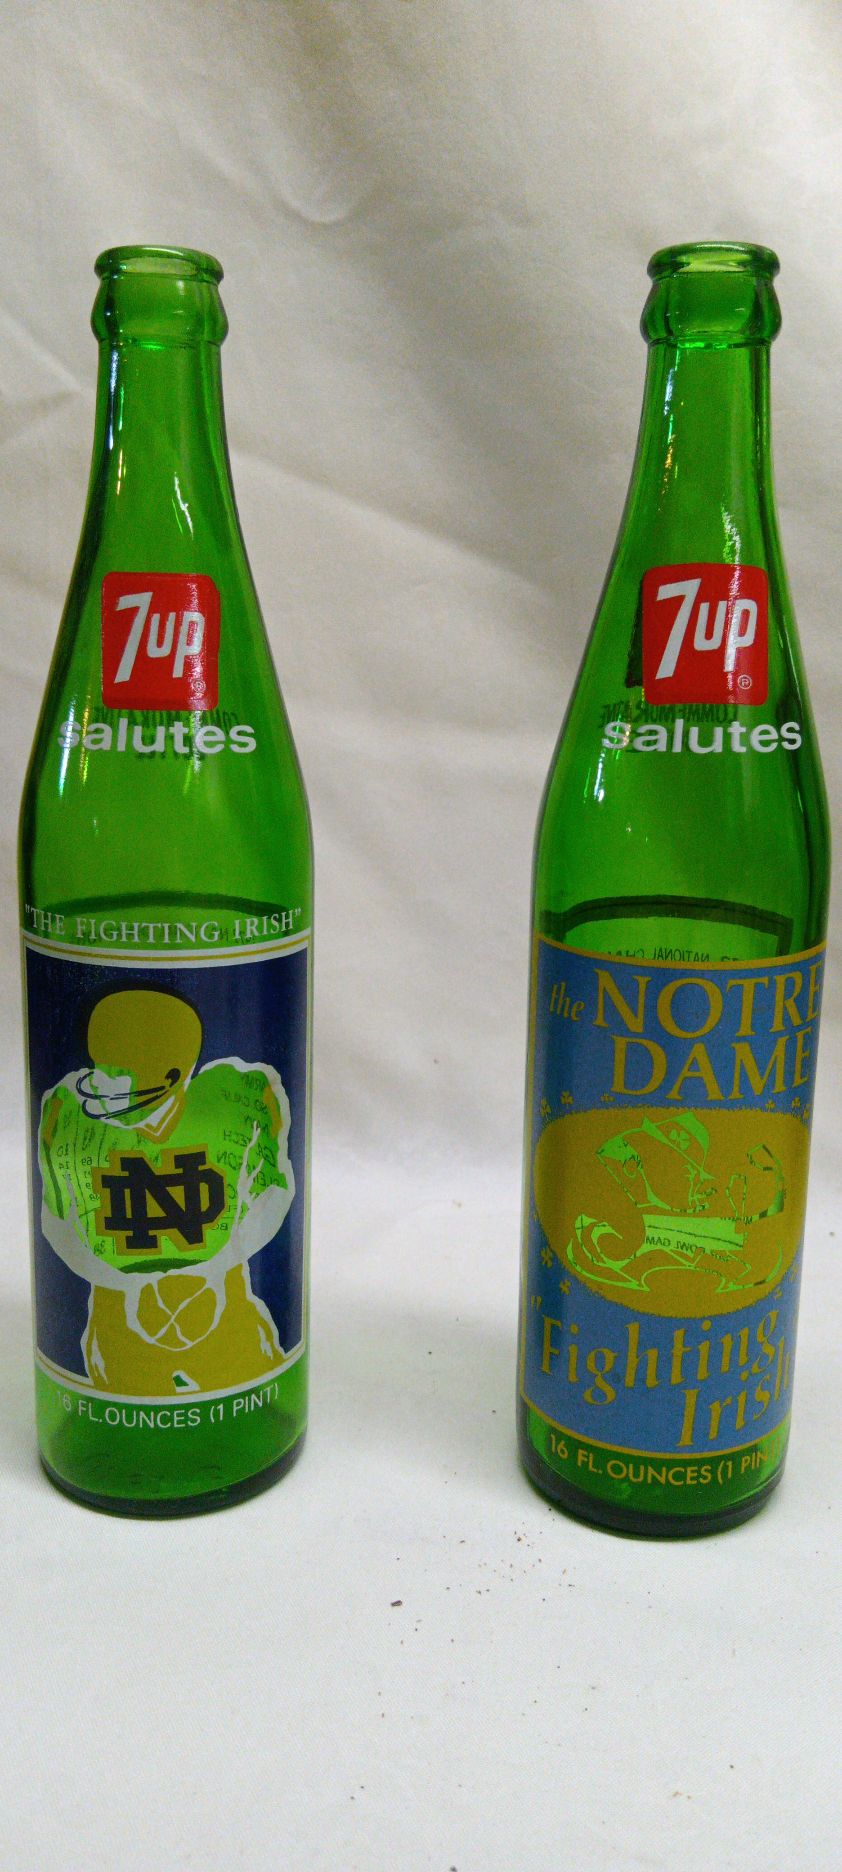 7up
salutes
"THE FIGHTING IRISH"
ND
16 FL.OUNCES (1 PINT)
7up
salutes
the NOTRE
DAME
"Fighting
Irish
16 FL.OUNCES (1 PIN